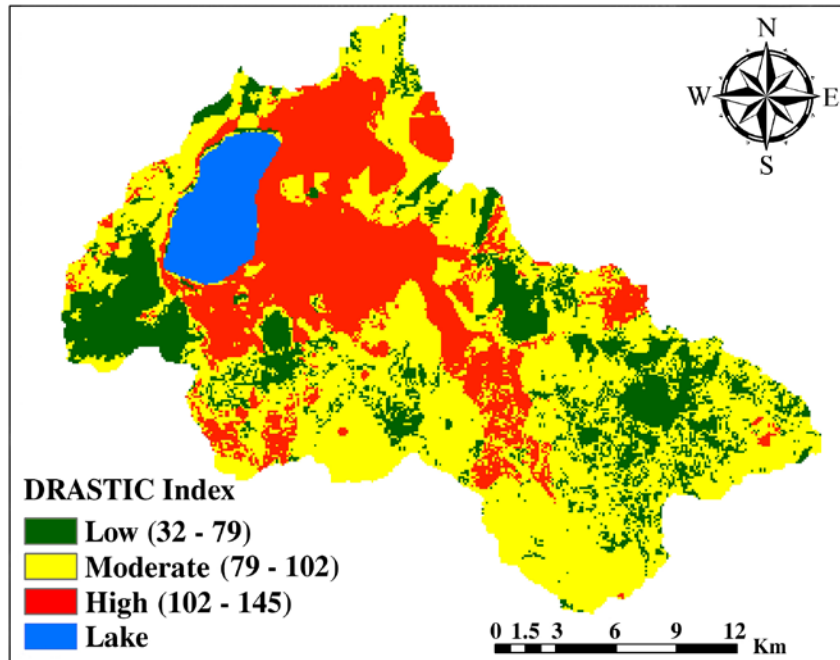 N
W E
S
DRASTIC Index
Low (32 - 79)
Moderate (79 - 102)
High (102 - 145)
Lake
0 1.5 3 6 9 12
Km